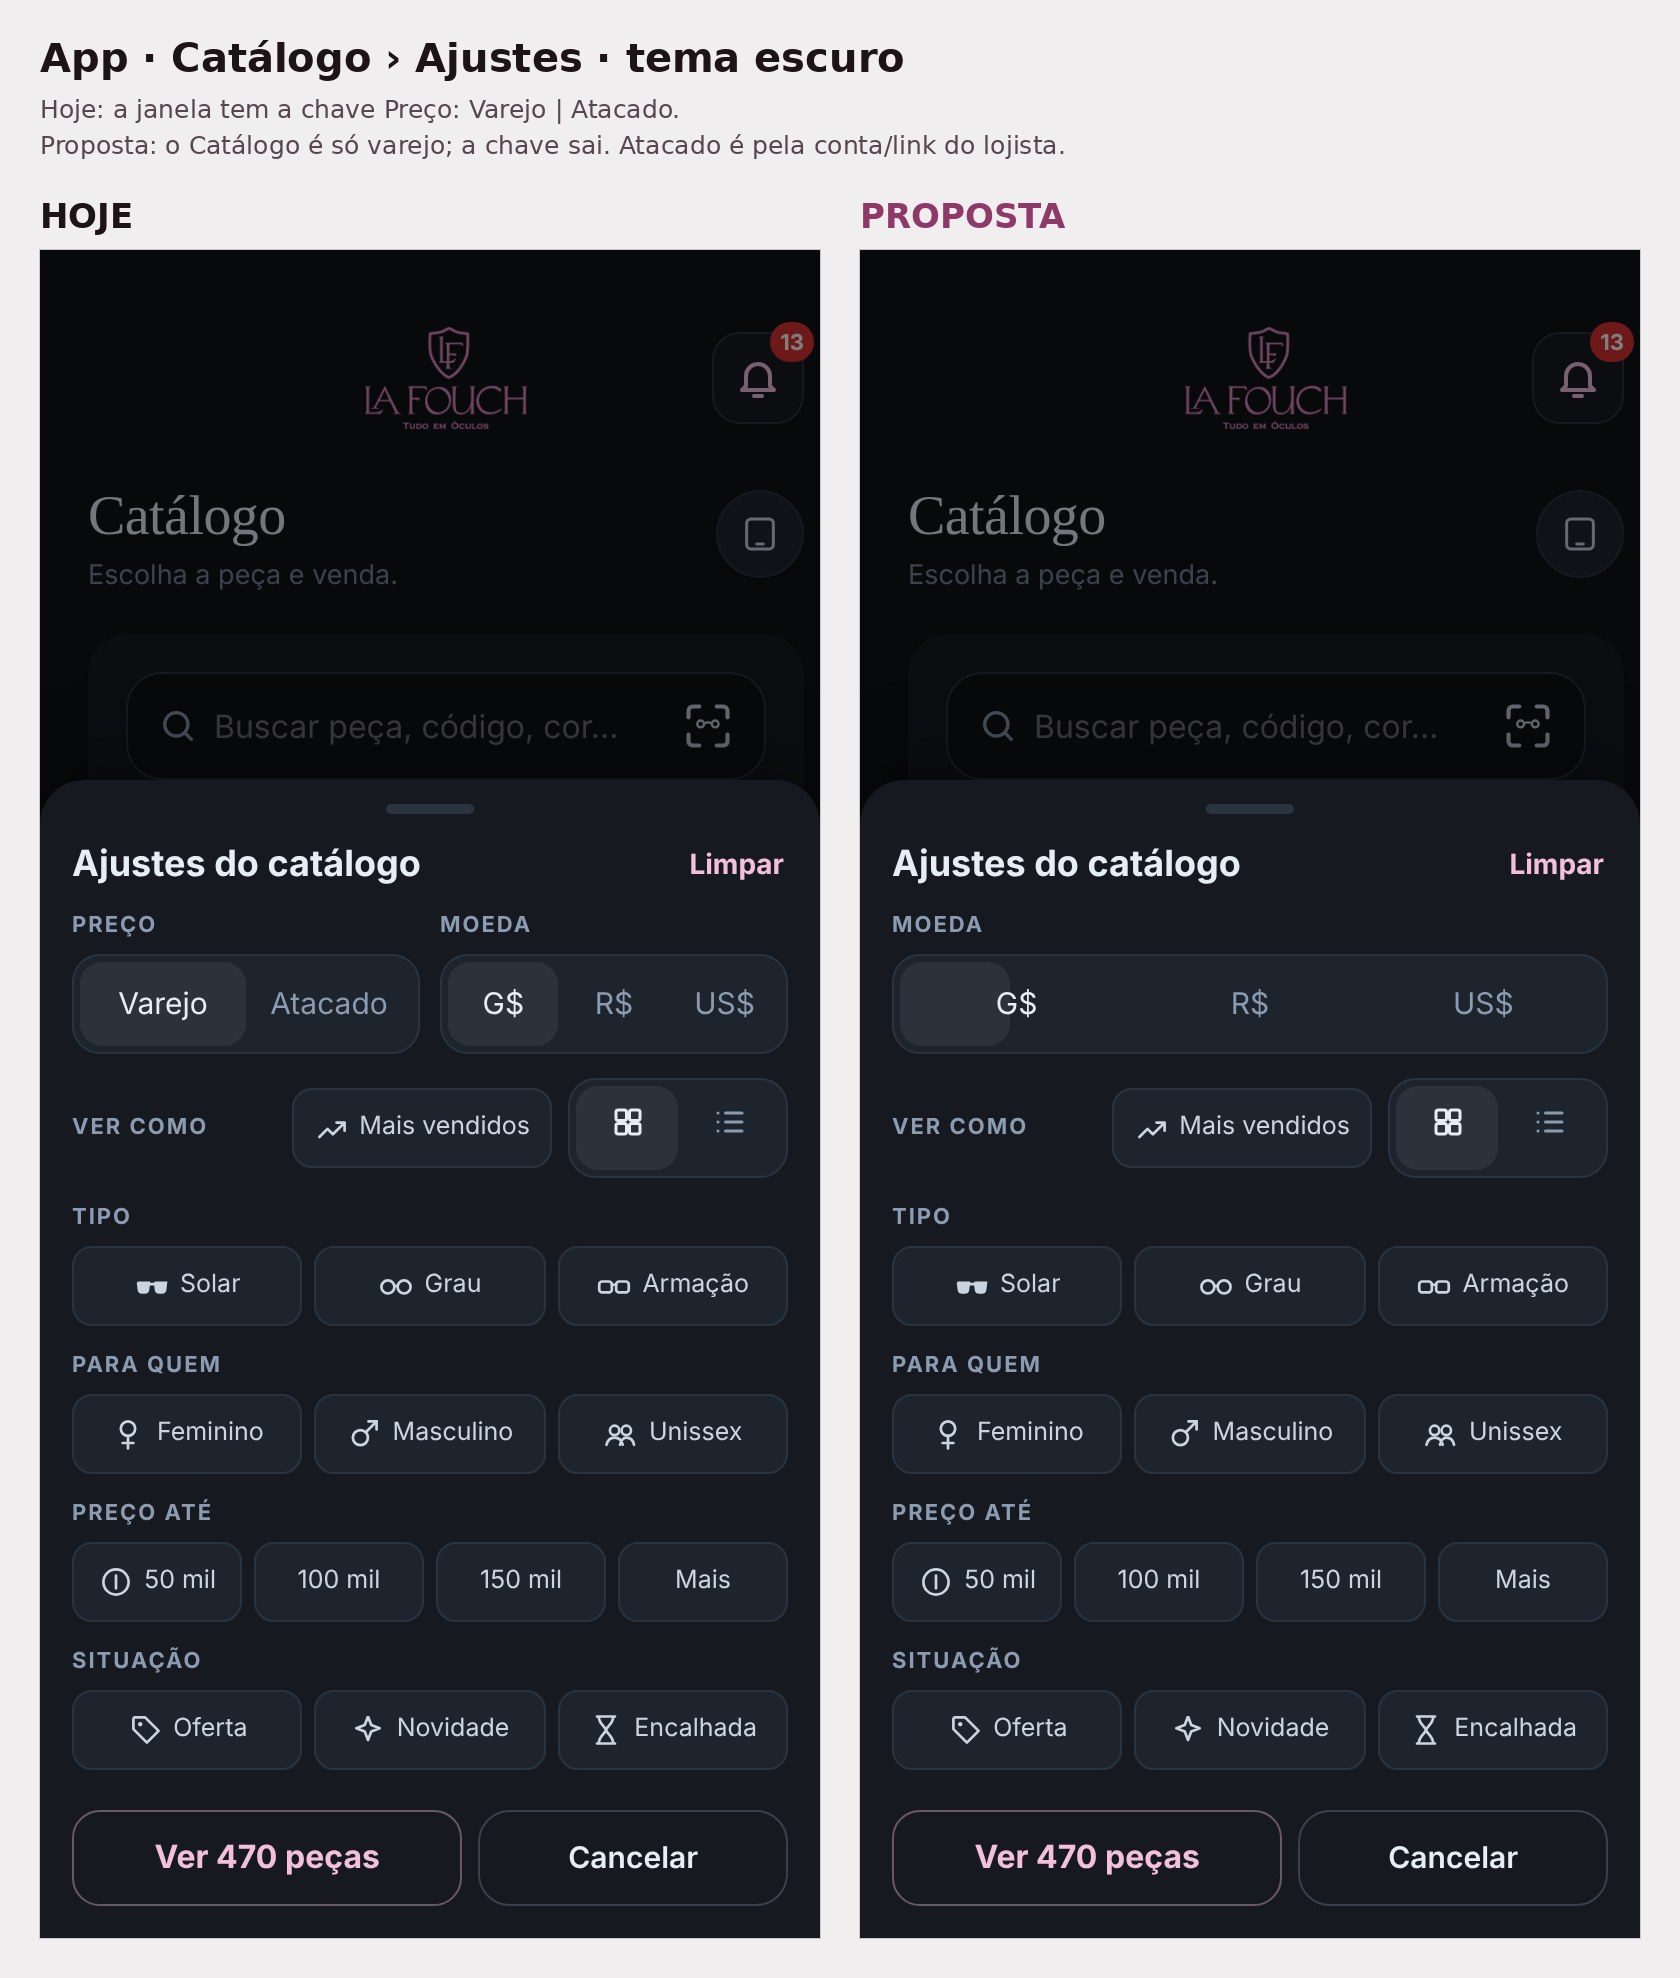 App · Catálogo › Ajustes · tema escuro
Hoje: a janela tem a chave Preço: Varejo | Atacado.
Proposta: o Catálogo é só varejo; a chave sai. Atacado é pela conta/link do lojista.
HOJE
13
LF
LA FOUCH
Tudo em Óculos
Catálogo
Escolha a peça e venda.
Buscar peça, código, cor...
Ajustes do catálogo
Limpar
PREÇO
MOEDA
Varejo
Atacado
G$
R$
US$
VER COMO
Mais vendidos
TIPO
Solar
Grau
Armação
PARA QUEM
Feminino
Masculino
Unissex
PREÇO ATÉ
50 mil
100 mil
150 mil
Mais
SITUAÇÃO
Oferta
Novidade
Encalhada
Ver 470 peças
Cancelar
PROPOSTA
13
LF
LA FOUCH
Tudo em Óculos
Catálogo
Escolha a peça e venda.
Buscar peça, código, cor...
Ajustes do catálogo
Limpar
MOEDA
G$
R$
US$
VER COMO
Mais vendidos
TIPO
Solar
Grau
Armação
PARA QUEM
Feminino
Masculino
Unissex
PREÇO ATÉ
50 mil
100 mil
150 mil
Mais
SITUAÇÃO
Oferta
Novidade
Encalhada
Ver 470 peças
Cancelar